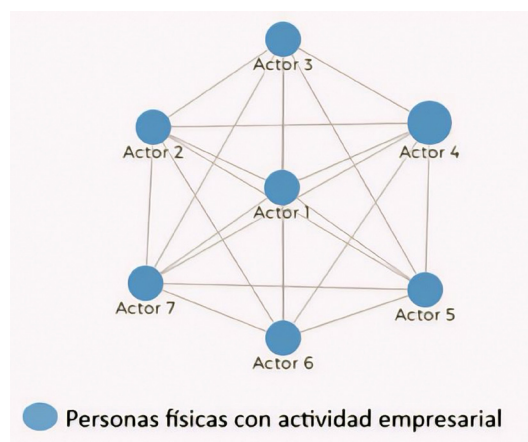 Actor 3
Actor 2
Actor 4
Actor 1
Actor 7
Actor 5
Actor 6
Personas físicas con actividad empresarial